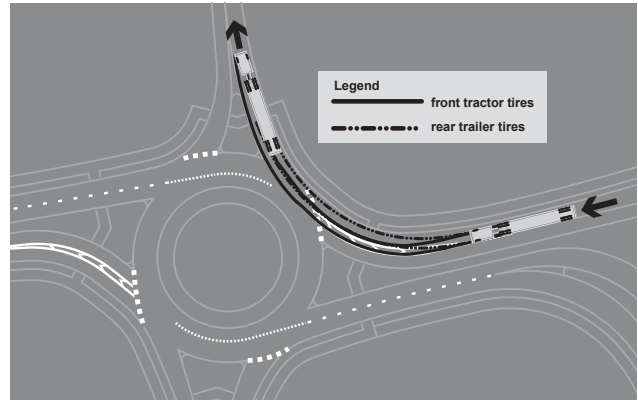 Legend
front tractor tires
rear trailer tires